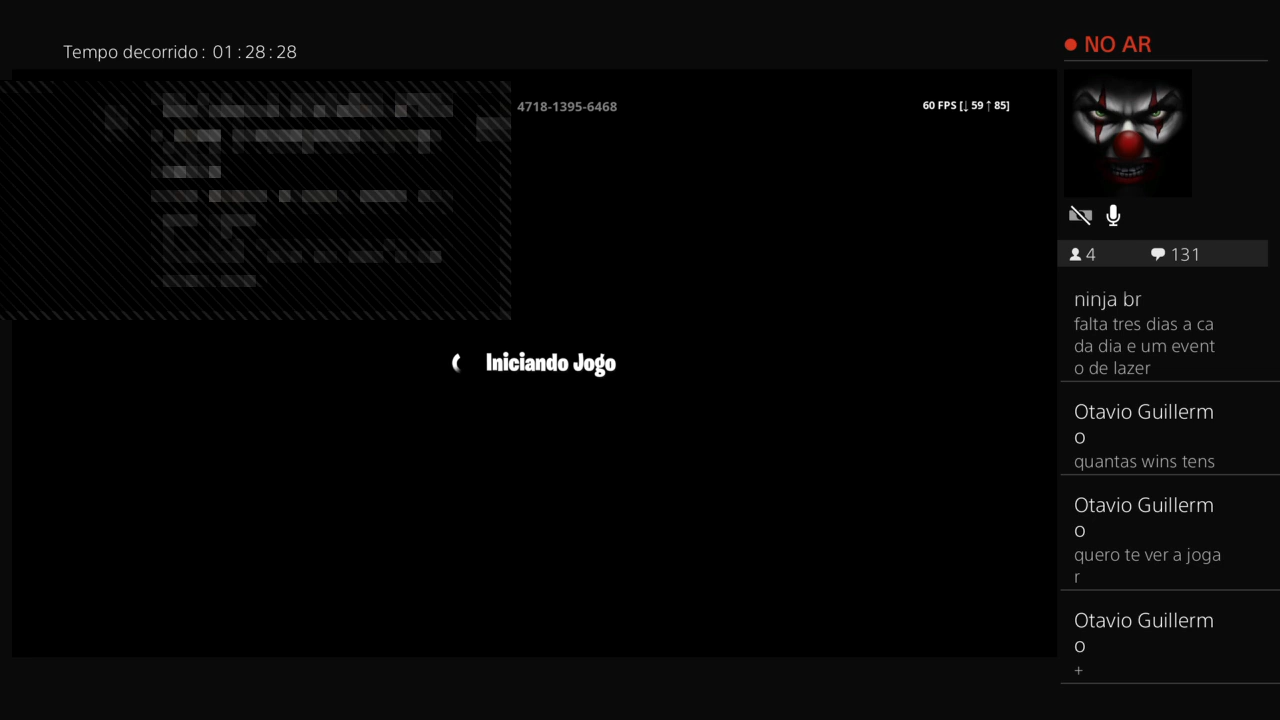 Tempo decorrido: 01:28:28
NO AR
4718-1395-6468
60 FPS [↓ 59 ↑ 85]
4 131
Iniciando Jogo
ninja br
falta tres dias a ca
da dia e um event
o de lazer
Otavio Guillerm
o
quantas wins tens
Otavio Guillerm
o
quero te ver a joga
r
Otavio Guillerm
o
+